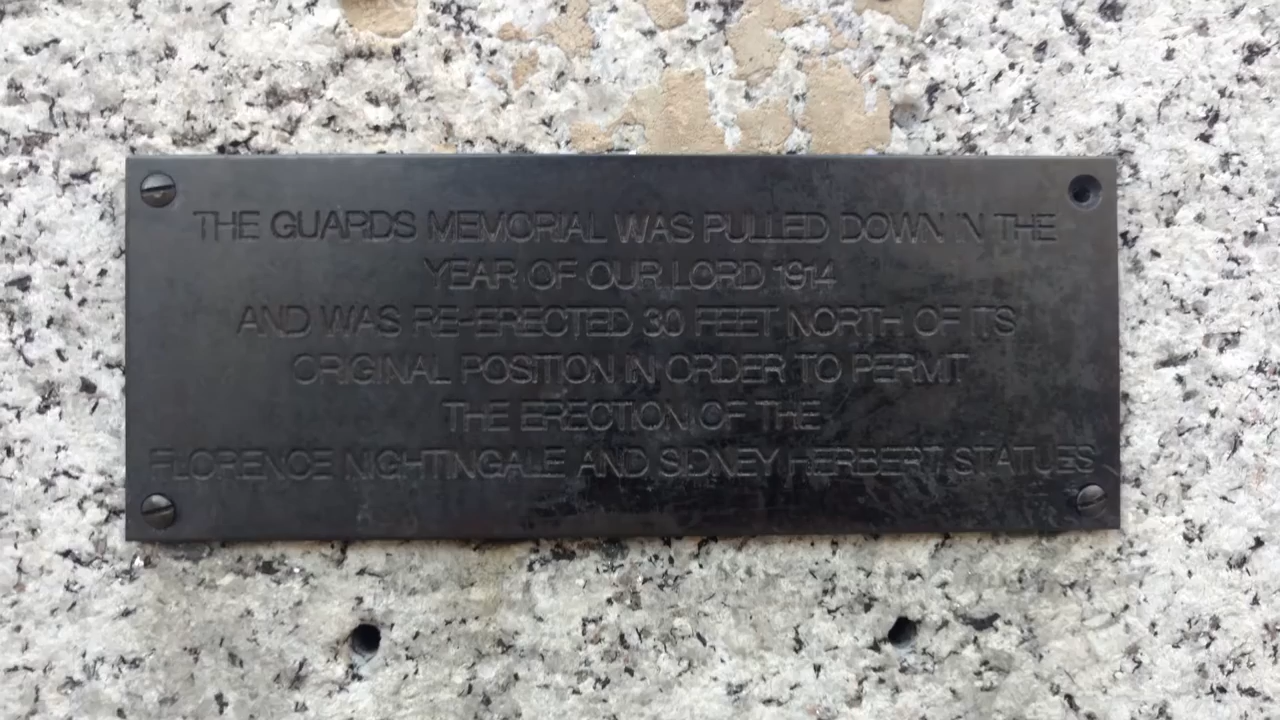 THE GUARDS MEMORIAL WAS PULLED DOWN IN THE
YEAR OF OUR LORD 1914
AND WAS RE-ERECTED 30 FEET NORTH OF ITS
ORIGINAL POSITION IN ORDER TO PERMIT
THE ERECTION OF THE
FLORENCE NIGHTINGALE AND SIDNEY HERBERT STATUES